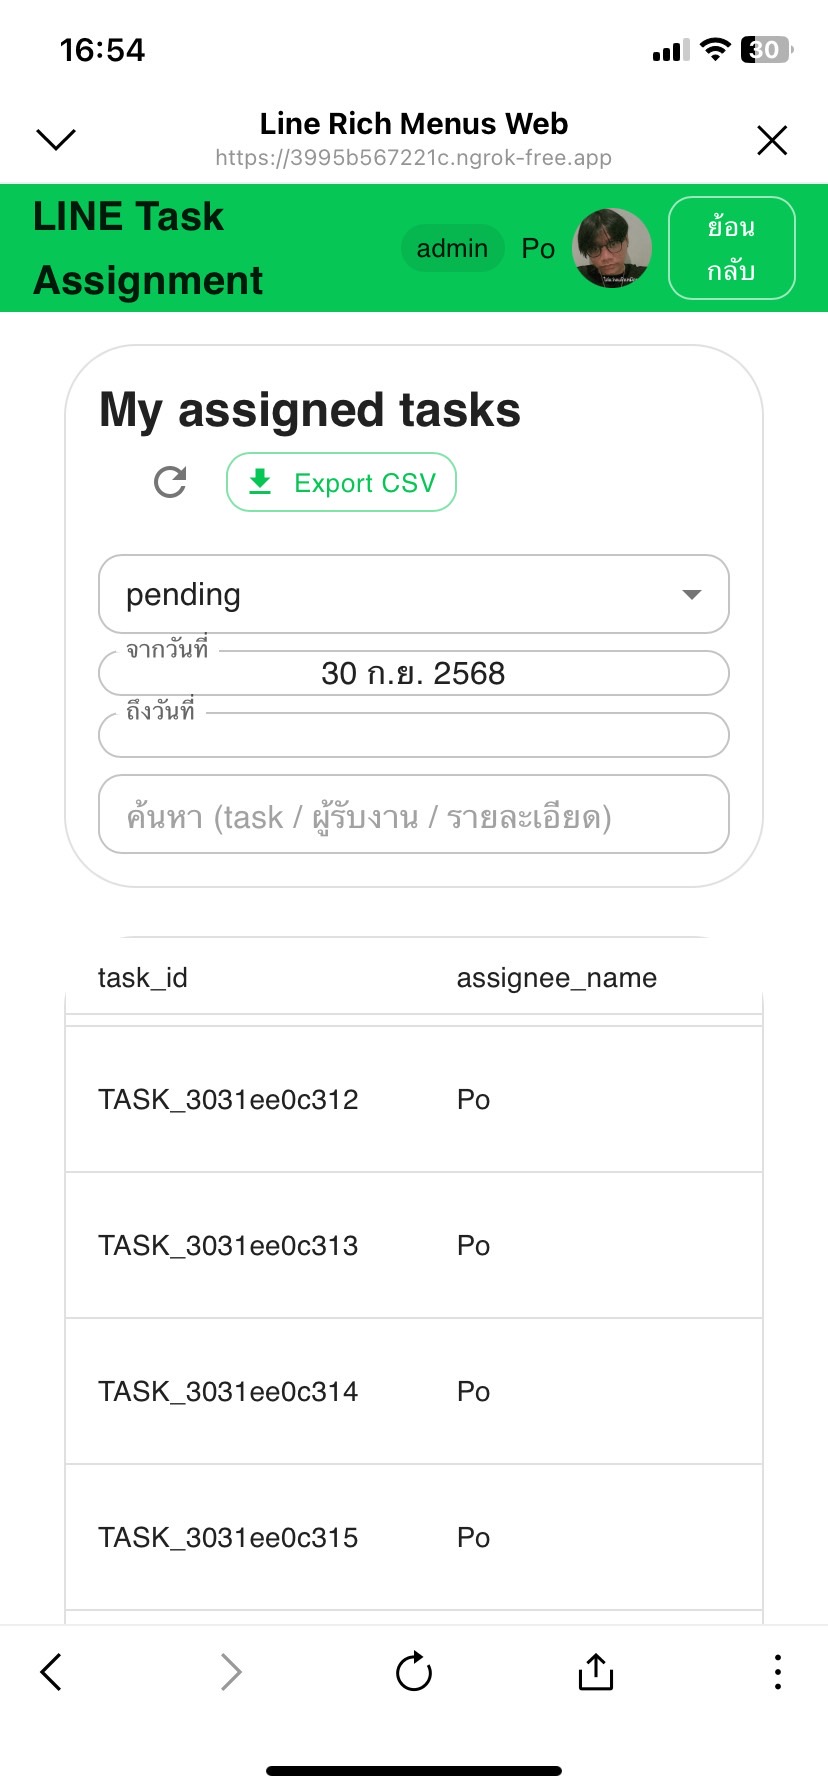 16:54
30
Line Rich Menus Web
https://3995b567221c.ngrok-free.app
LINE Task
Assignment
admin
Po
ย้อน
กลับ
My assigned tasks
Export CSV
pending
จากวันที่
30 ก.ย. 2568
ถึงวันที่
ค้นหา (task / ผู้รับงาน / รายละเอียด)
task_id assignee_name
TASK_3031ee0c312 Po
TASK_3031ee0c313 Po
TASK_3031ee0c314 Po
TASK_3031ee0c315 Po